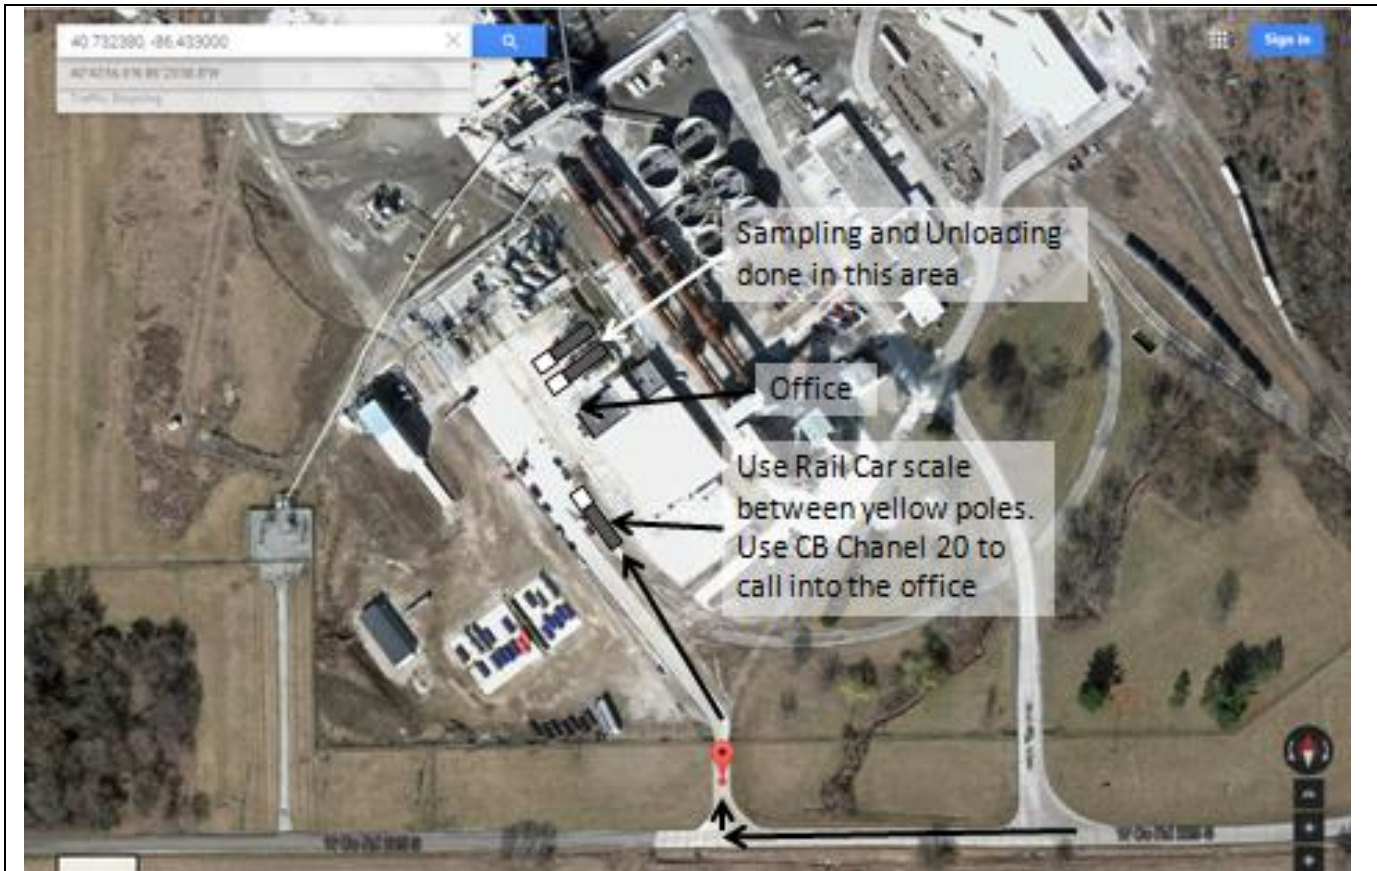 40.732380, -86.433000
Sign in
Sampling and Unloading
done in this area
Office
Use Rail Car scale
between yellow poles.
Use CB Chanel 20 to
call into the office